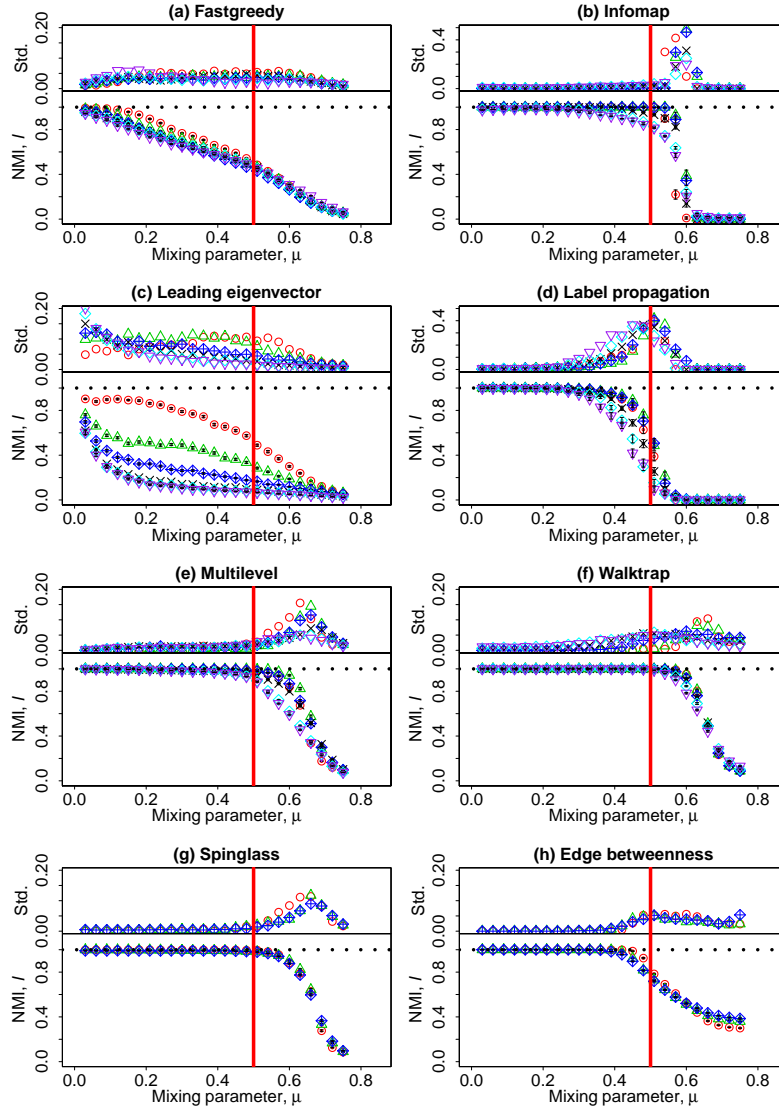 (a) Fastgreedy
Std.
0.00 0.20
NMI, I
0.0 0.4 0.8
0.0 0.2 0.4 0.6 0.8
Mixing parameter, μ
(b) Infomap
Std.
0.0 0.2 0.4
NMI, I
0.0 0.4 0.8
0.0 0.2 0.4 0.6 0.8
Mixing parameter, μ
(c) Leading eigenvector
Std.
0.00 0.20
NMI, I
0.0 0.4 0.8
0.0 0.2 0.4 0.6 0.8
Mixing parameter, μ
(d) Label propagation
Std.
0.0 0.2 0.4
NMI, I
0.0 0.4 0.8
0.0 0.2 0.4 0.6 0.8
Mixing parameter, μ
(e) Multilevel
Std.
0.00 0.20
NMI, I
0.0 0.4 0.8
0.0 0.2 0.4 0.6 0.8
Mixing parameter, μ
(f) Walktrap
Std.
0.00 0.20
NMI, I
0.0 0.4 0.8
0.0 0.2 0.4 0.6 0.8
Mixing parameter, μ
(g) Spinglass
Std.
0.00 0.20
NMI, I
0.0 0.4 0.8
0.0 0.2 0.4 0.6 0.8
Mixing parameter, μ
(h) Edge betweenness
Std.
0.00 0.20
NMI, I
0.0 0.4 0.8
0.0 0.2 0.4 0.6 0.8
Mixing parameter, μ